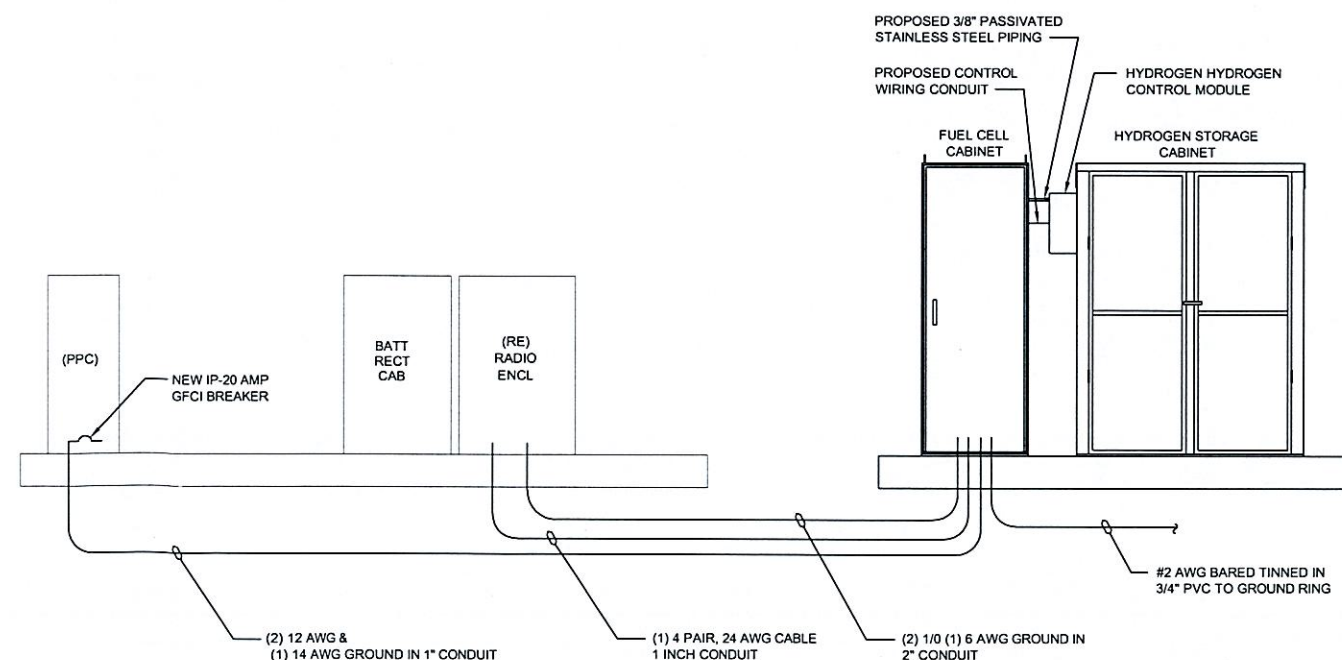 PROPOSED 3/8" PASSIVATED
STAINLESS STEEL PIPING
PROPOSED CONTROL
WIRING CONDUIT
HYDROGEN HYDROGEN
CONTROL MODULE
FUEL CELL
CABINET
HYDROGEN STORAGE
CABINET
(PPC)
NEW IP-20 AMP
GFCI BREAKER
BATT
RECT
CAB
(RE)
RADIO
ENCL
#2 AWG BARED TINNED IN
3/4" PVC TO GROUND RING
(2) 12 AWG &
(1) 14 AWG GROUND IN 1" CONDUIT
(1) 4 PAIR, 24 AWG CABLE
1 INCH CONDUIT
(2) 1/0 (1) 6 AWG GROUND IN
2" CONDUIT